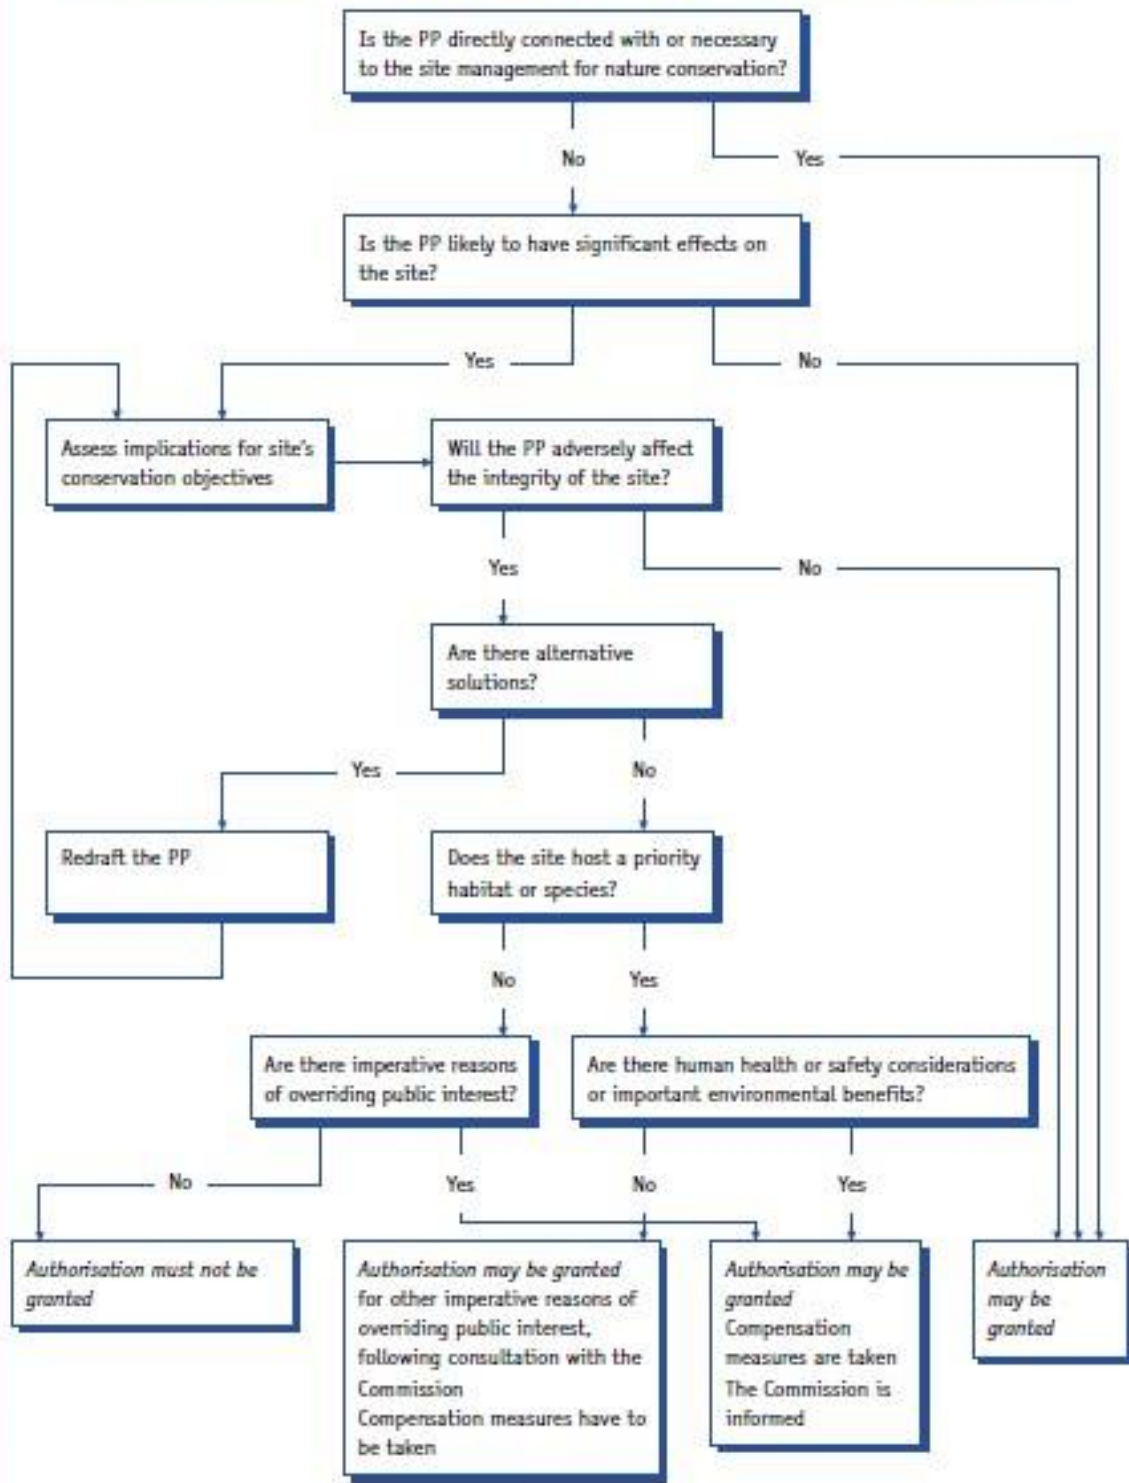 Is the PP directly connected with or necessary
to the site management for nature conservation?
No
Yes
Is the PP likely to have significant effects on
the site?
Yes
No
Assess implications for site's
conservation objectives
Will the PP adversely affect
the integrity of the site?
Yes
No
Are there alternative
solutions?
Yes
No
Redraft the PP
Does the site host a priority
habitat or species?
No
Yes
Are there imperative reasons
of overriding public interest?
Are there human health or safety considerations
or important environmental benefits?
No
Yes
No
Yes
Authorisation must not be
granted
Authorisation may be granted
for other imperative reasons of
overriding public interest,
following consultation with the
Commission
Compensation measures have to
be taken
Authorisation may be
granted
Compensation
measures are taken
The Commission is
informed
Authorisation
may be
granted